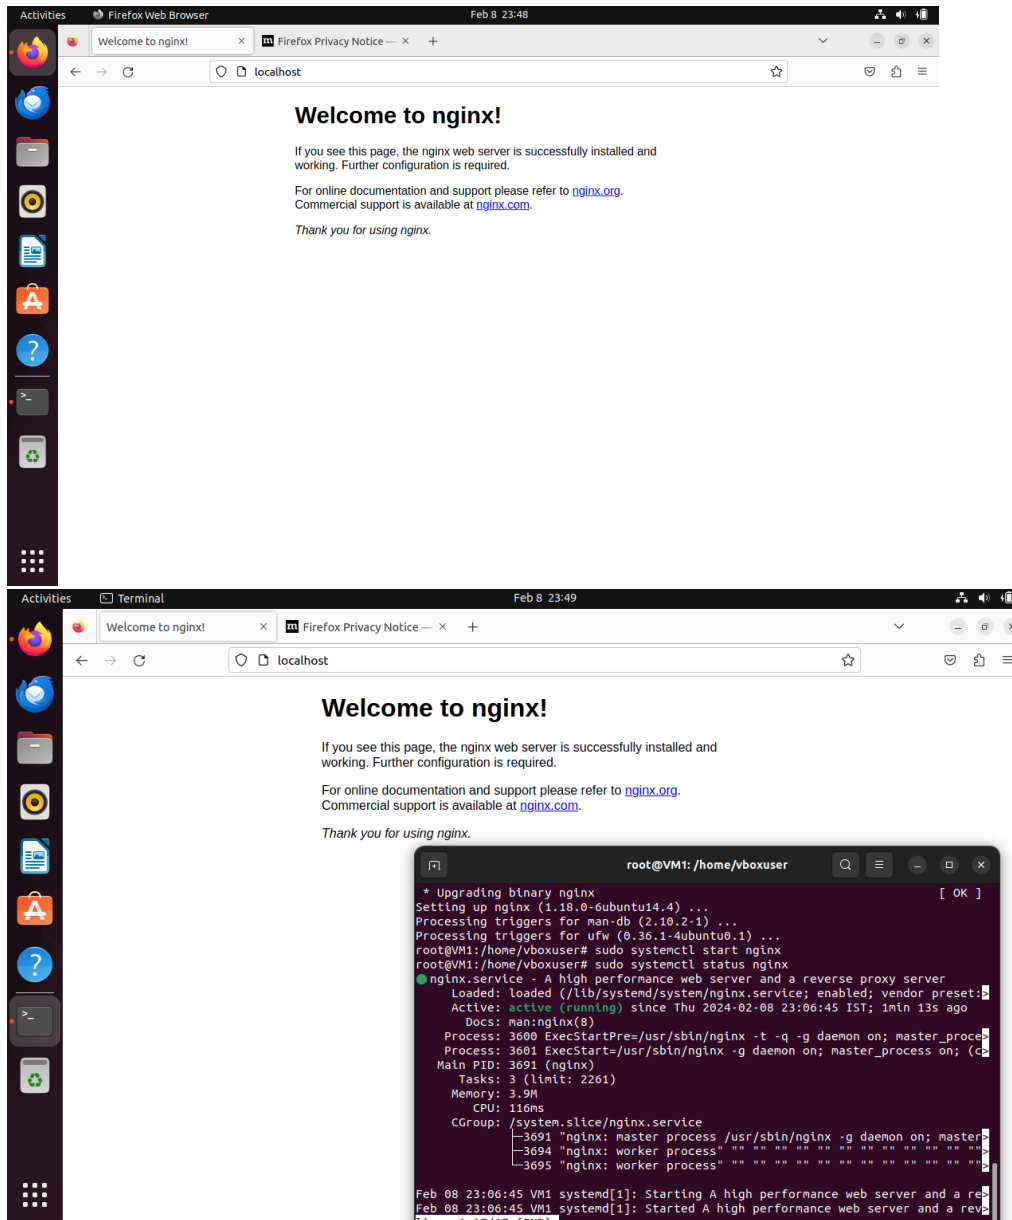 Activities Firefox Web Browser Feb 8 23:48
Welcome to nginx! × m Firefox Privacy Notice — × +
localhost
Welcome to nginx!
If you see this page, the nginx web server is successfully installed and
working. Further configuration is required.
For online documentation and support please refer to nginx.org.
Commercial support is available at nginx.com.
Thank you for using nginx.
Activities Terminal Feb 8 23:49
Welcome to nginx! × m Firefox Privacy Notice — × +
localhost
Welcome to nginx!
If you see this page, the nginx web server is successfully installed and
working. Further configuration is required.
For online documentation and support please refer to nginx.org.
Commercial support is available at nginx.com.
Thank you for using nginx.
root@VM1: /home/vboxuser
* Upgrading binary nginx [ OK ]
Setting up nginx (1.18.0-6ubuntu14.4) ...
Processing triggers for man-db (2.10.2-1) ...
Processing triggers for ufw (0.36.1-4ubuntu0.1) ...
root@VM1:/home/vboxuser# sudo systemctl start nginx
root@VM1:/home/vboxuser# sudo systemctl status nginx
● nginx.service - A high performance web server and a reverse proxy server
Loaded: loaded (/lib/systemd/system/nginx.service; enabled; vendor preset:>
Active: active (running) since Thu 2024-02-08 23:06:45 IST; 1min 13s ago
Docs: man:nginx(8)
Process: 3600 ExecStartPre=/usr/sbin/nginx -t -q -g daemon on; master_proce>
Process: 3601 ExecStart=/usr/sbin/nginx -g daemon on; master_process on; (c>
Main PID: 3691 (nginx)
Tasks: 3 (limit: 2261)
Memory: 3.9M
CPU: 116ms
CGroup: /system.slice/nginx.service
├─3691 "nginx: master process /usr/sbin/nginx -g daemon on; master>
├─3694 "nginx: worker process" "" "" "" "" "" "" "" "" "" "" "" "">
└─3695 "nginx: worker process" "" "" "" "" "" "" "" "" "" "" "" "">
Feb 08 23:06:45 VM1 systemd[1]: Starting A high performance web server and a re>
Feb 08 23:06:45 VM1 systemd[1]: Started A high performance web server and a rev>